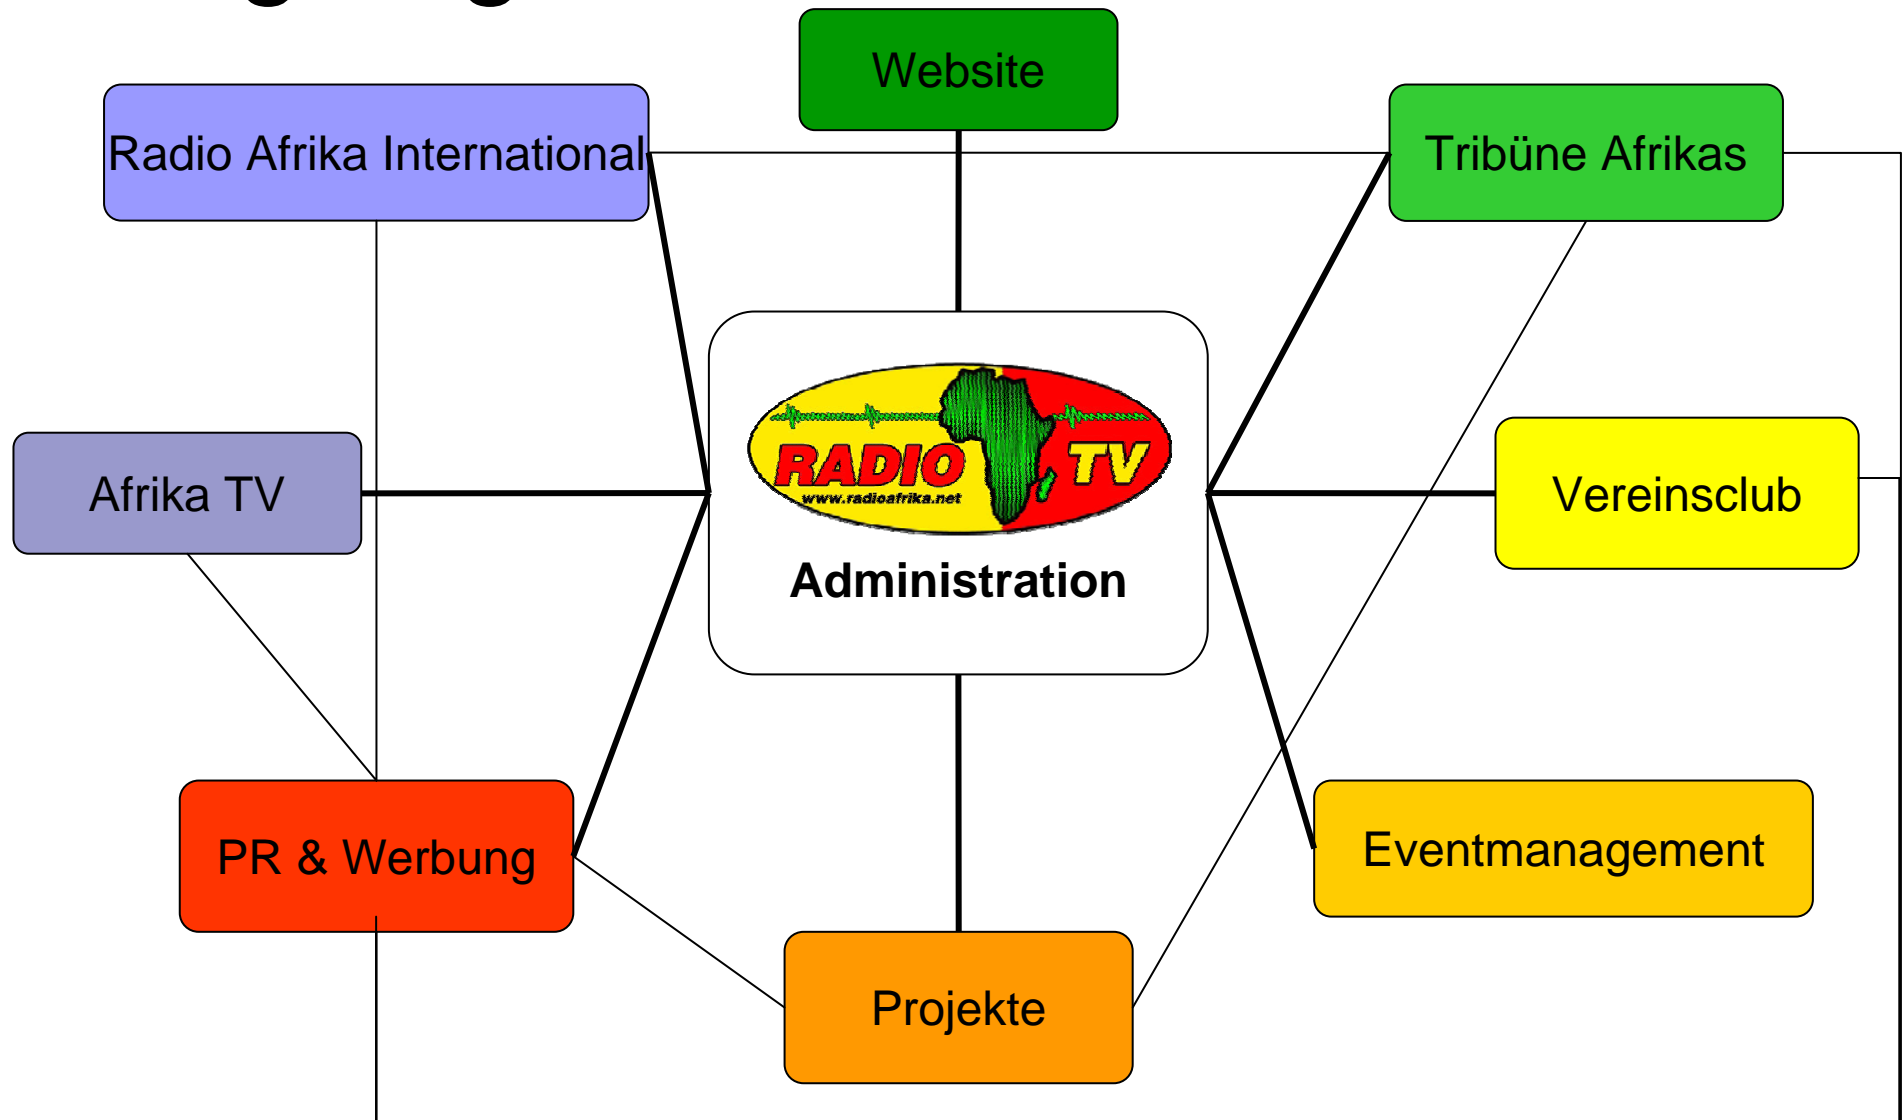 Website
Radio Afrika International
Tribüne Afrikas
RADIO TV
www.radioafrika.net
Administration
Afrika TV
Vereinsclub
PR & Werbung
Eventmanagement
Projekte